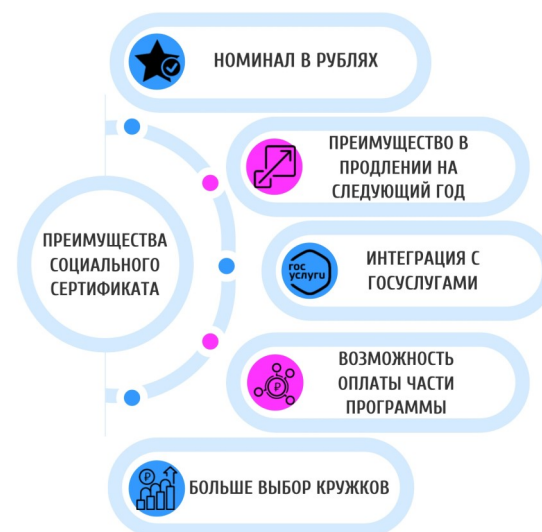 НОМИНАЛ В РУБЛЯХ
ПРЕИМУЩЕСТВО В
ПРОДЛЕНИИ НА
СЛЕДУЮЩИЙ ГОД
ПРЕИМУЩЕСТВА
СОЦИАЛЬНОГО
СЕРТИФИКАТА
гос
услуги
ИНТЕГРАЦИЯ С
ГОСУСЛУГАМИ
ВОЗМОЖНОСТЬ
ОПЛАТЫ ЧАСТИ
ПРОГРАММЫ
₽
₽
БОЛЬШЕ ВЫБОР КРУЖКОВ